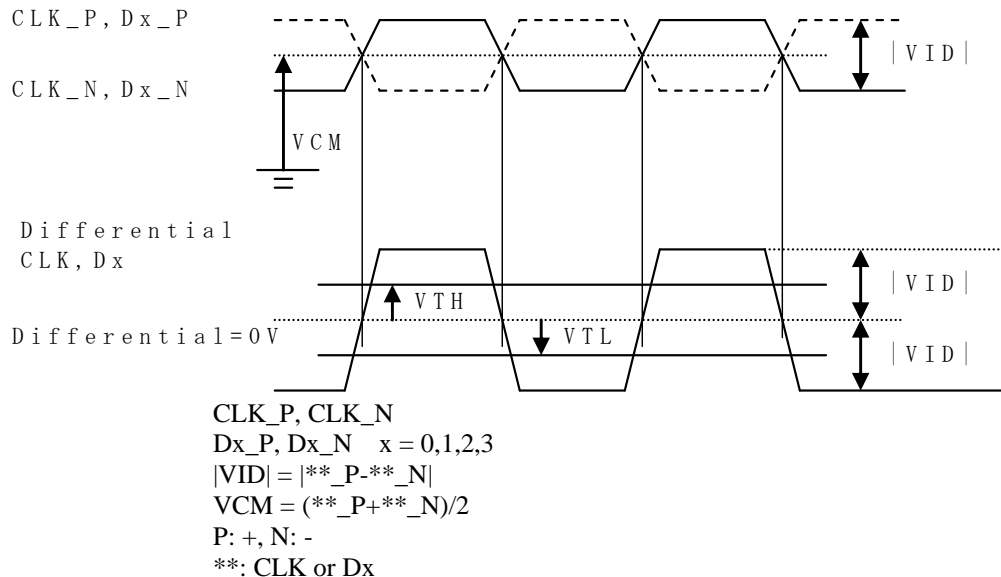 CLK_P, Dx_P
|VID|
CLK_N, Dx_N
VCM
Differential
CLK, Dx
VTH
|VID|
Differential=0V
VTL
|VID|
CLK_P, CLK_N
Dx_P, Dx_N x = 0,1,2,3
|VID| = |**_P-**_N|
VCM = (**_P+**_N)/2
P: +, N: -
**: CLK or Dx